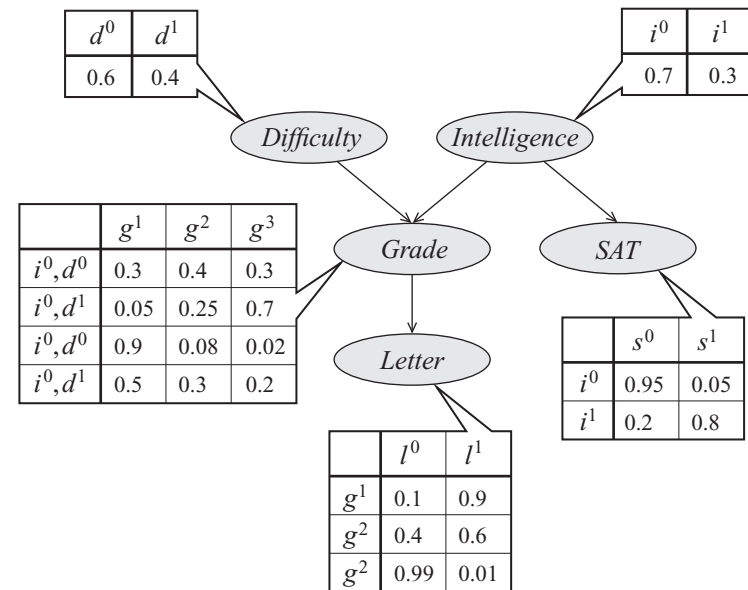 d⁰ d¹
0.6 0.4
i⁰ i¹
0.7 0.3
Difficulty
Intelligence
g¹ g² g³
i⁰,d⁰ 0.3 0.4 0.3
i⁰,d¹ 0.05 0.25 0.7
i⁰,d⁰ 0.9 0.08 0.02
i⁰,d¹ 0.5 0.3 0.2
Grade
SAT
Letter
s⁰ s¹
i⁰ 0.95 0.05
i¹ 0.2 0.8
l⁰ l¹
g¹ 0.1 0.9
g² 0.4 0.6
g² 0.99 0.01